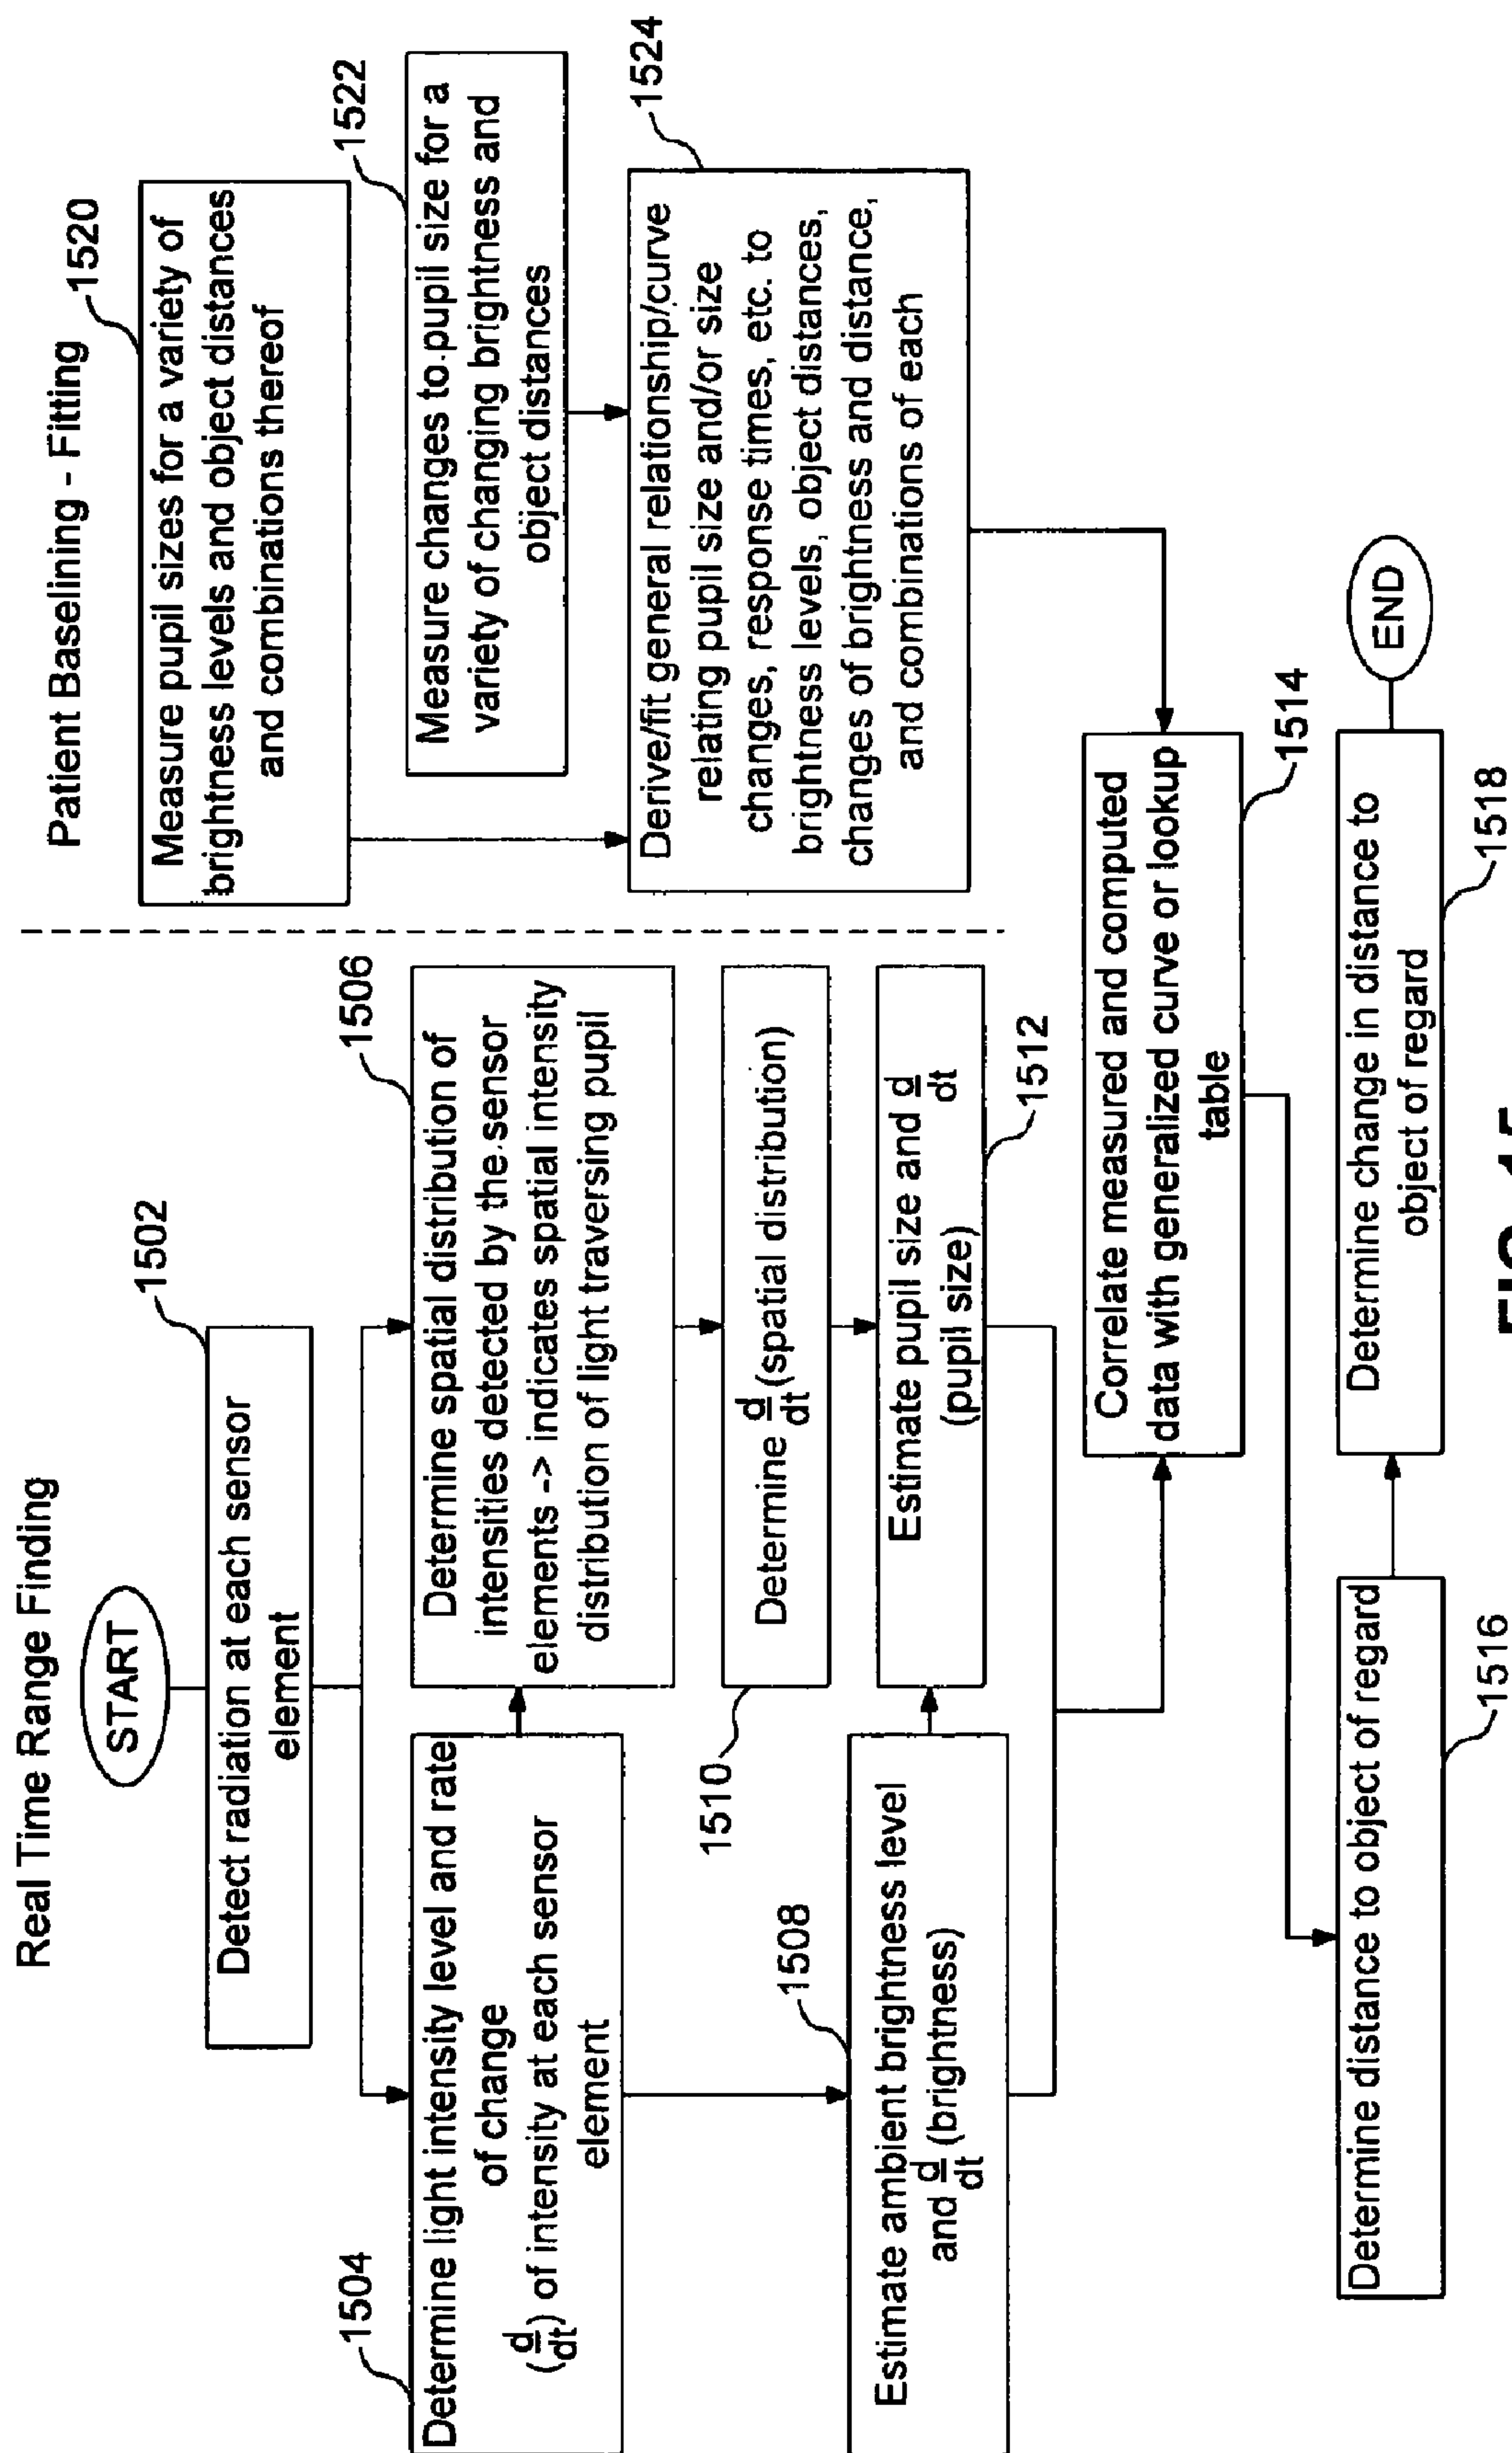 Real Time Range Finding
START
1502
Detect radiation at each sensor
element
1504
Determine light intensity level and rate
of change
(d/dt) of intensity at each sensor
element
1506
Determine spatial distribution of
intensities detected by the sensor
elements -> indicates spatial intensity
distribution of light traversing pupil
1510
Determine d/dt (spatial distribution)
1508
Estimate ambient brightness level
and d/dt (brightness)
Estimate pupil size and d/dt
(pupil size)
1512
Patient Baselining - Fitting
1520
Measure pupil sizes for a variety of
brightness levels and object distances
and combinations thereof
1522
Measure changes to pupil size for a
variety of changing brightness and
object distances
1524
Derive/fit general relationship/curve
relating pupil size and/or size
changes, response times, etc. to
brightness levels, object distances,
changes of brightness and distance,
and combinations of each
Correlate measured and computed
data with generalized curve or lookup
table
1514
Determine distance to object of regard
1516
Determine change in distance to
object of regard
1518
END